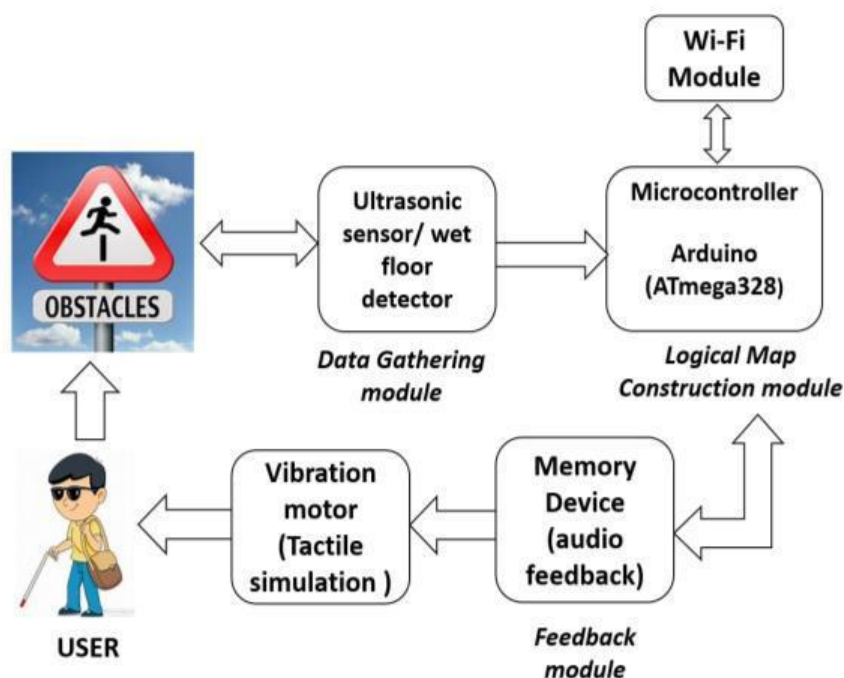 Wi-Fi
Module
OBSTACLES
Ultrasonic
sensor/ wet
floor
detector
Microcontroller
Arduino
(ATmega328)
Data Gathering
module
Logical Map
Construction module
USER
Vibration
motor
(Tactile
simulation )
Memory
Device
(audio
feedback)
Feedback
module